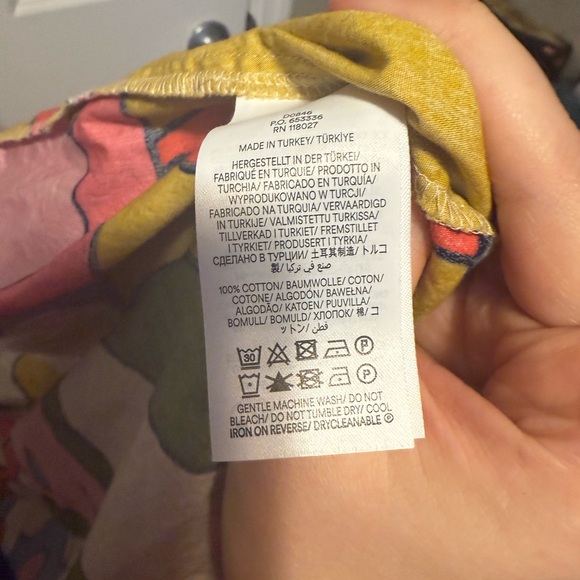 D0846
P.O. 653336
RN 118027
MADE IN TURKEY/ TÜRKİYE
HERGESTELLT IN DER TÜRKEI/
FABRIQUÉ EN TURQUIE/ PRODOTTO IN
TURCHIA/ FABRICADO EN TURQUÍA/
WYPRODUKOWANO W TURCJI/
FABRICADO NA TURQUIA/ VERVAARDIGD
IN TURKIJE/ VALMISTETTU TURKISSA/
TILLVERKAD I TURKIET/ FREMSTILLET
I TYRKIET/ PRODUSERT I TYRKIA/
СДЕЛАНО В ТУРЦИИ/ 土耳其制造/ トルコ
製/ صنع في تركيا
100% COTTON/ BAUMWOLLE/ COTON/
COTONE/ ALGODÓN/ BAWEŁNA/
ALGODÃO/ KATOEN/ PUUVILLA/
BOMULL/ BOMULD/ ХЛОПОК/ 棉/ コ
ットン/ قطن
30 P
P
GENTLE MACHINE WASH/ DO NOT
BLEACH/ DO NOT TUMBLE DRY/ COOL
IRON ON REVERSE/ DRYCLEANABLE P